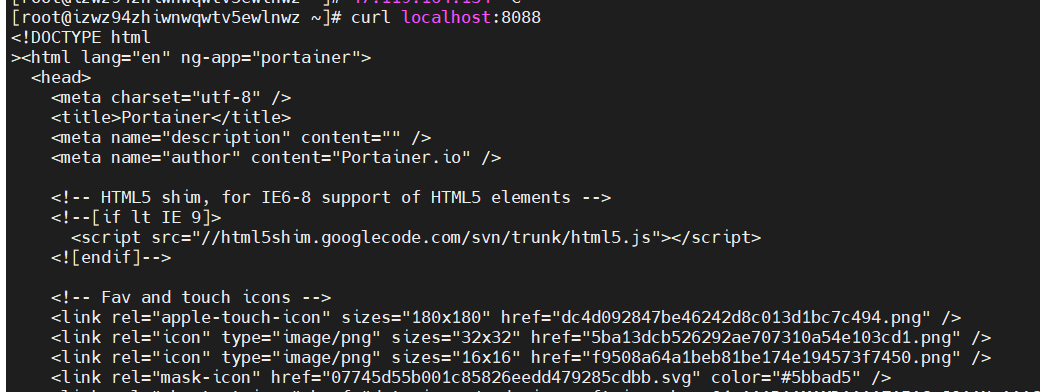 [root@izwz94zhiwnwqwtv5ewlnwz ~]# curl localhost:8088
<!DOCTYPE html
><html lang="en" ng-app="portainer">
  <head>
    <meta charset="utf-8" />
    <title>Portainer</title>
    <meta name="description" content="" />
    <meta name="author" content="Portainer.io" />

    <!-- HTML5 shim, for IE6-8 support of HTML5 elements -->
    <!--[if lt IE 9]>
      <script src="//html5shim.googlecode.com/svn/trunk/html5.js"></script>
    <![endif]-->

    <!-- Fav and touch icons -->
    <link rel="apple-touch-icon" sizes="180x180" href="dc4d092847be46242d8c013d1bc7c494.png" />
    <link rel="icon" type="image/png" sizes="32x32" href="5ba13dcb526292ae707310a54e103cd1.png" />
    <link rel="icon" type="image/png" sizes="16x16" href="f9508a64a1beb81be174e194573f7450.png" />
    <link rel="mask-icon" href="07745d55b001c85826eedd479285cdbb.svg" color="#5bbad5" />